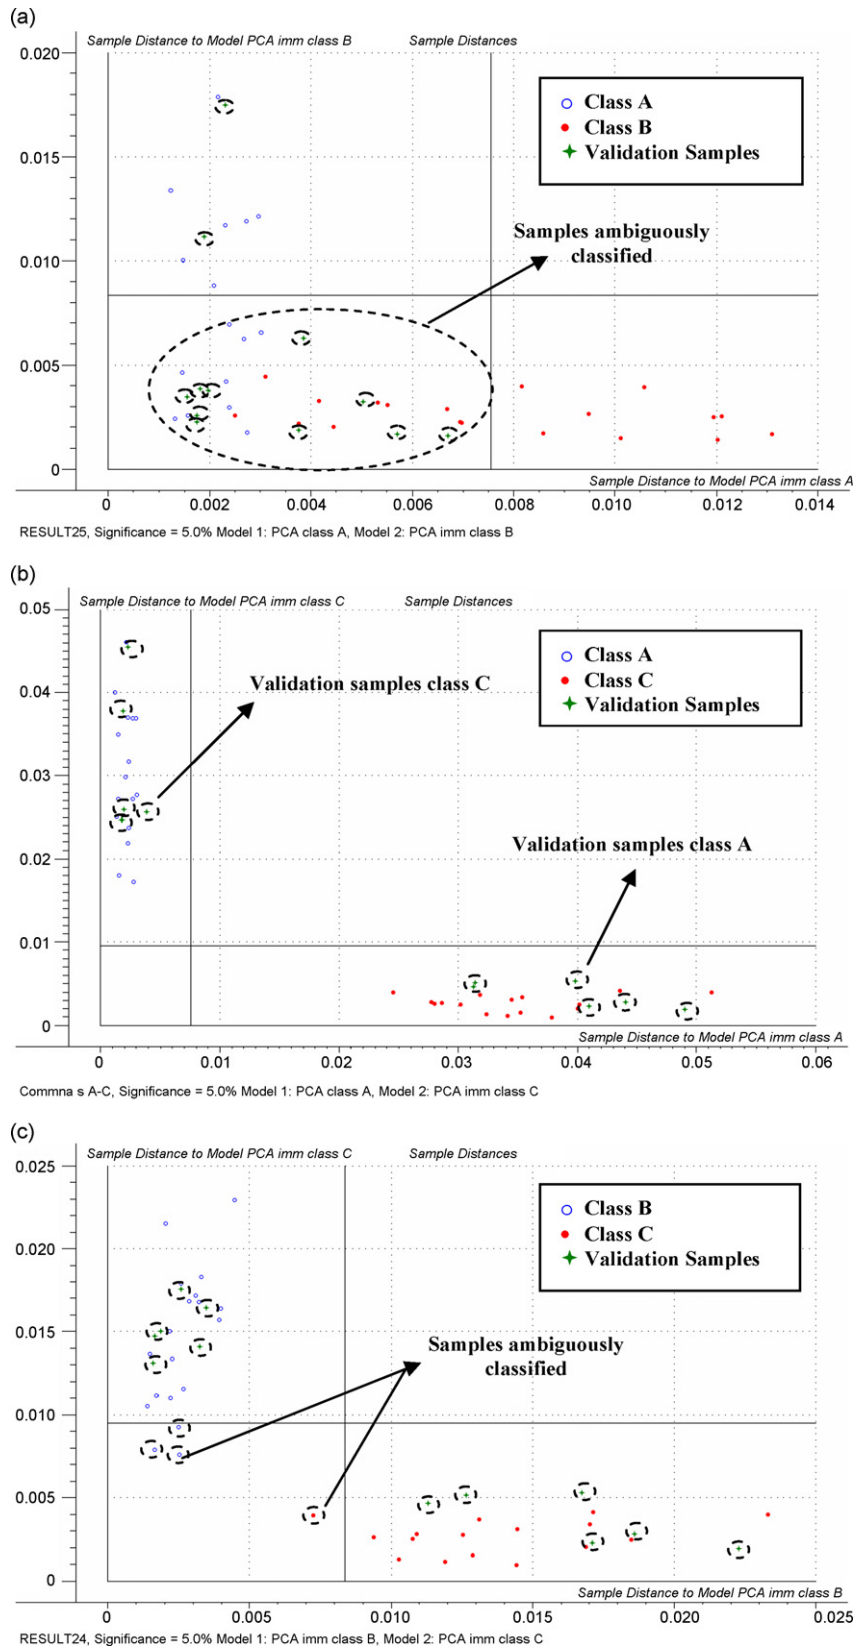 (a)
Sample Distance to Model PCA imm class B Sample Distances
0.020
Class A
Class B
Validation Samples
0.015
Samples ambiguously
classified
0.010
0.005
0
Sample Distance to Model PCA imm class A
0 0.002 0.004 0.006 0.008 0.010 0.012 0.014
RESULT25, Significance = 5.0% Model 1: PCA class A, Model 2: PCA imm class B
(b)
Sample Distance to Model PCA imm class C Sample Distances
0.05
Class A
Class C
Validation Samples
Validation samples class C
0.04
0.03
0.02
Validation samples class A
0.01
0
Sample Distance to Model PCA imm class A
0 0.01 0.02 0.03 0.04 0.05 0.06
Commna s A-C, Significance = 5.0% Model 1: PCA class A, Model 2: PCA imm class C
(c)
Sample Distance to Model PCA imm class C Sample Distances
0.025
Class B
Class C
Validation Samples
0.020
0.015
Samples ambiguously
classified
0.010
0.005
0
Sample Distance to Model PCA imm class B
0 0.005 0.010 0.015 0.020 0.025
RESULT24, Significance = 5.0% Model 1: PCA imm class B, Model 2: PCA imm class C